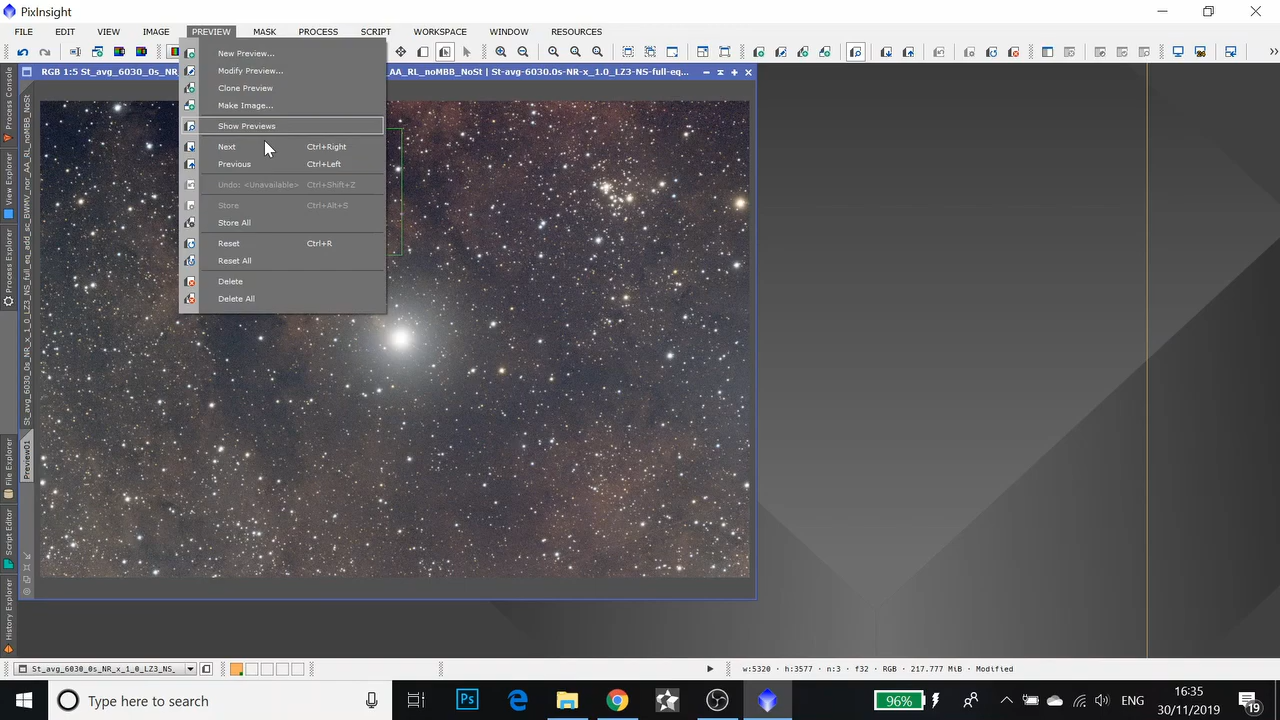 PixInsight
FILE EDIT VIEW IMAGE PREVIEW MASK PROCESS SCRIPT WORKSPACE WINDOW RESOURCES
RGB 1:5 St_avg_6030_0s_NR_ AA_RL_noMBB_NoSt | St-avg-6030.0s-NR-x_1.0_LZ3-NS-full-eq...
New Preview...
Modify Preview...
Clone Preview
Make Image...
Show Previews
Next Ctrl+Right
Previous Ctrl+Left
Undo: <Unavailable> Ctrl+Shift+Z
Store Ctrl+Alt+S
Store All
Reset Ctrl+R
Reset All
Delete
Delete All
Process Console
View Explorer
Process Explorer
File Explorer
Script Editor
History Explorer
St_avg_6030_0s_NR_x_1_0_LZ3_NS_full_eq_add_sc_BWMV_nor_AA_RL_noMBB_NoSt
Preview01
St_avg_6030_0s_NR_x_1_0_LZ3_NS_
w:5320 · h:3577 · n:3 · f32 · RGB · 217.777 MiB · Modified
Type here to search
Ps
96%
ENG
16:35
30/11/2019
19